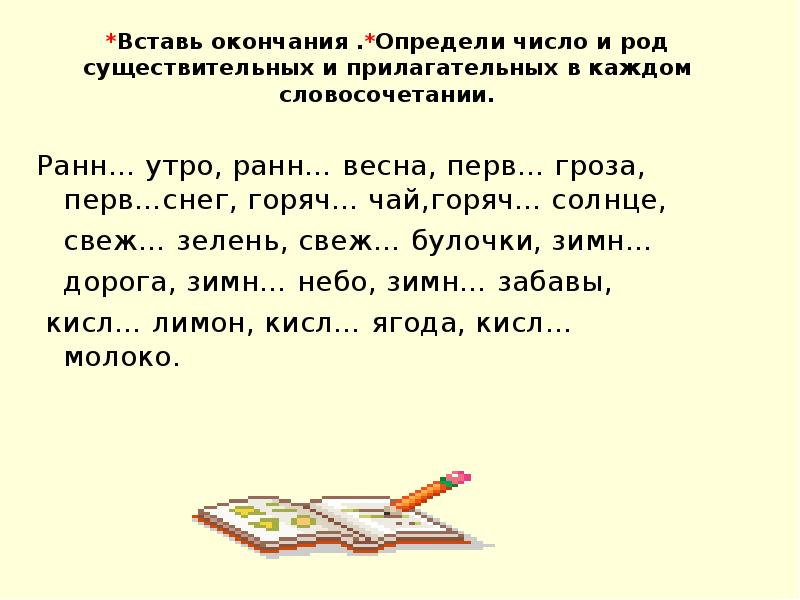 *Вставь окончания .*Определи число и род
существительных и прилагательных в каждом
словосочетании.
Ранн... утро, ранн... весна, перв... гроза,
перв...снег, горяч... чай,горяч... солнце,
свеж... зелень, свеж... булочки, зимн...
дорога, зимн... небо, зимн... забавы,
кисл... лимон, кисл... ягода, кисл...
молоко.